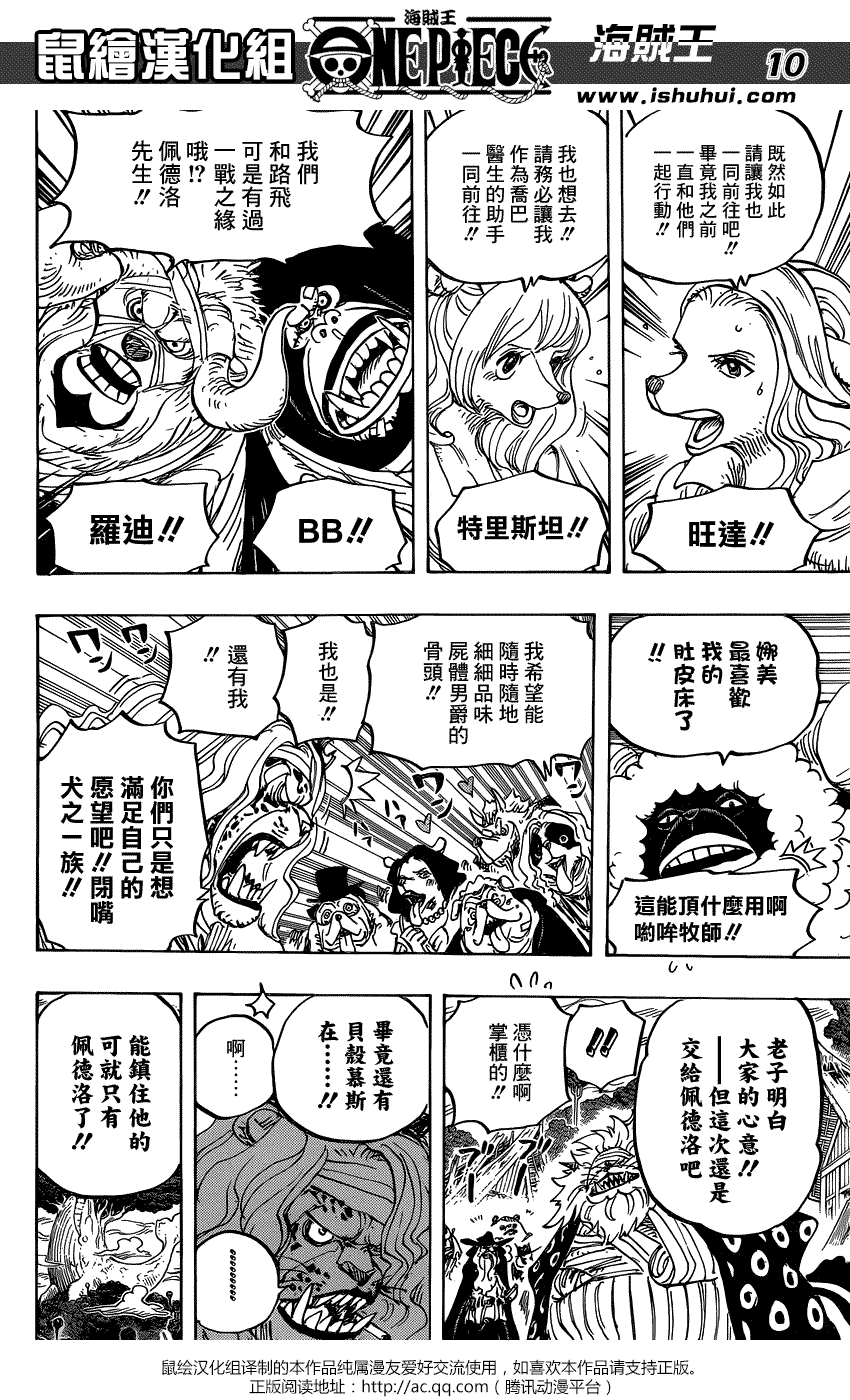 鼠繪漢化組
海賊王
ONE PIECE
海賊王
10
www.ishuhui.com
既然如此
請讓我也
一同前往吧!!
畢竟我之前
一直和他們
一起行動!!
旺達!!
我也想去!!
請務必讓我
作為喬巴
醫生的助手
一同前往!!
特里斯坦!!
我們
和路飛
可是有過
一戰之緣
哦!?
佩德洛
先生!!
BB!!
羅迪!!
娜美
最喜歡
我的
肚皮床了
!!
這能頂什麼用啊
喲哞牧師!!
我希望能
隨時隨地
細細品味
屍體男爵的
骨頭!!
我也是!!
還有我
!!
ワン
ワン
ワン
ワン
你們只是想
滿足自己的
愿望吧!!閉嘴
犬之一族!!
老子明白
大家的心意!!
——但這次還是
交給佩德洛吧
!!
憑什麼啊
掌櫃的!!
畢竟還有
貝殼慕斯
在……!!
啊
……
………
能鎮住他的
可就只有
佩德洛了!!
鼠绘汉化组译制的本作品纯属漫友爱好交流使用，如喜欢本作品请支持正版。
正版阅读地址：http://ac.qq.com（腾讯动漫平台）